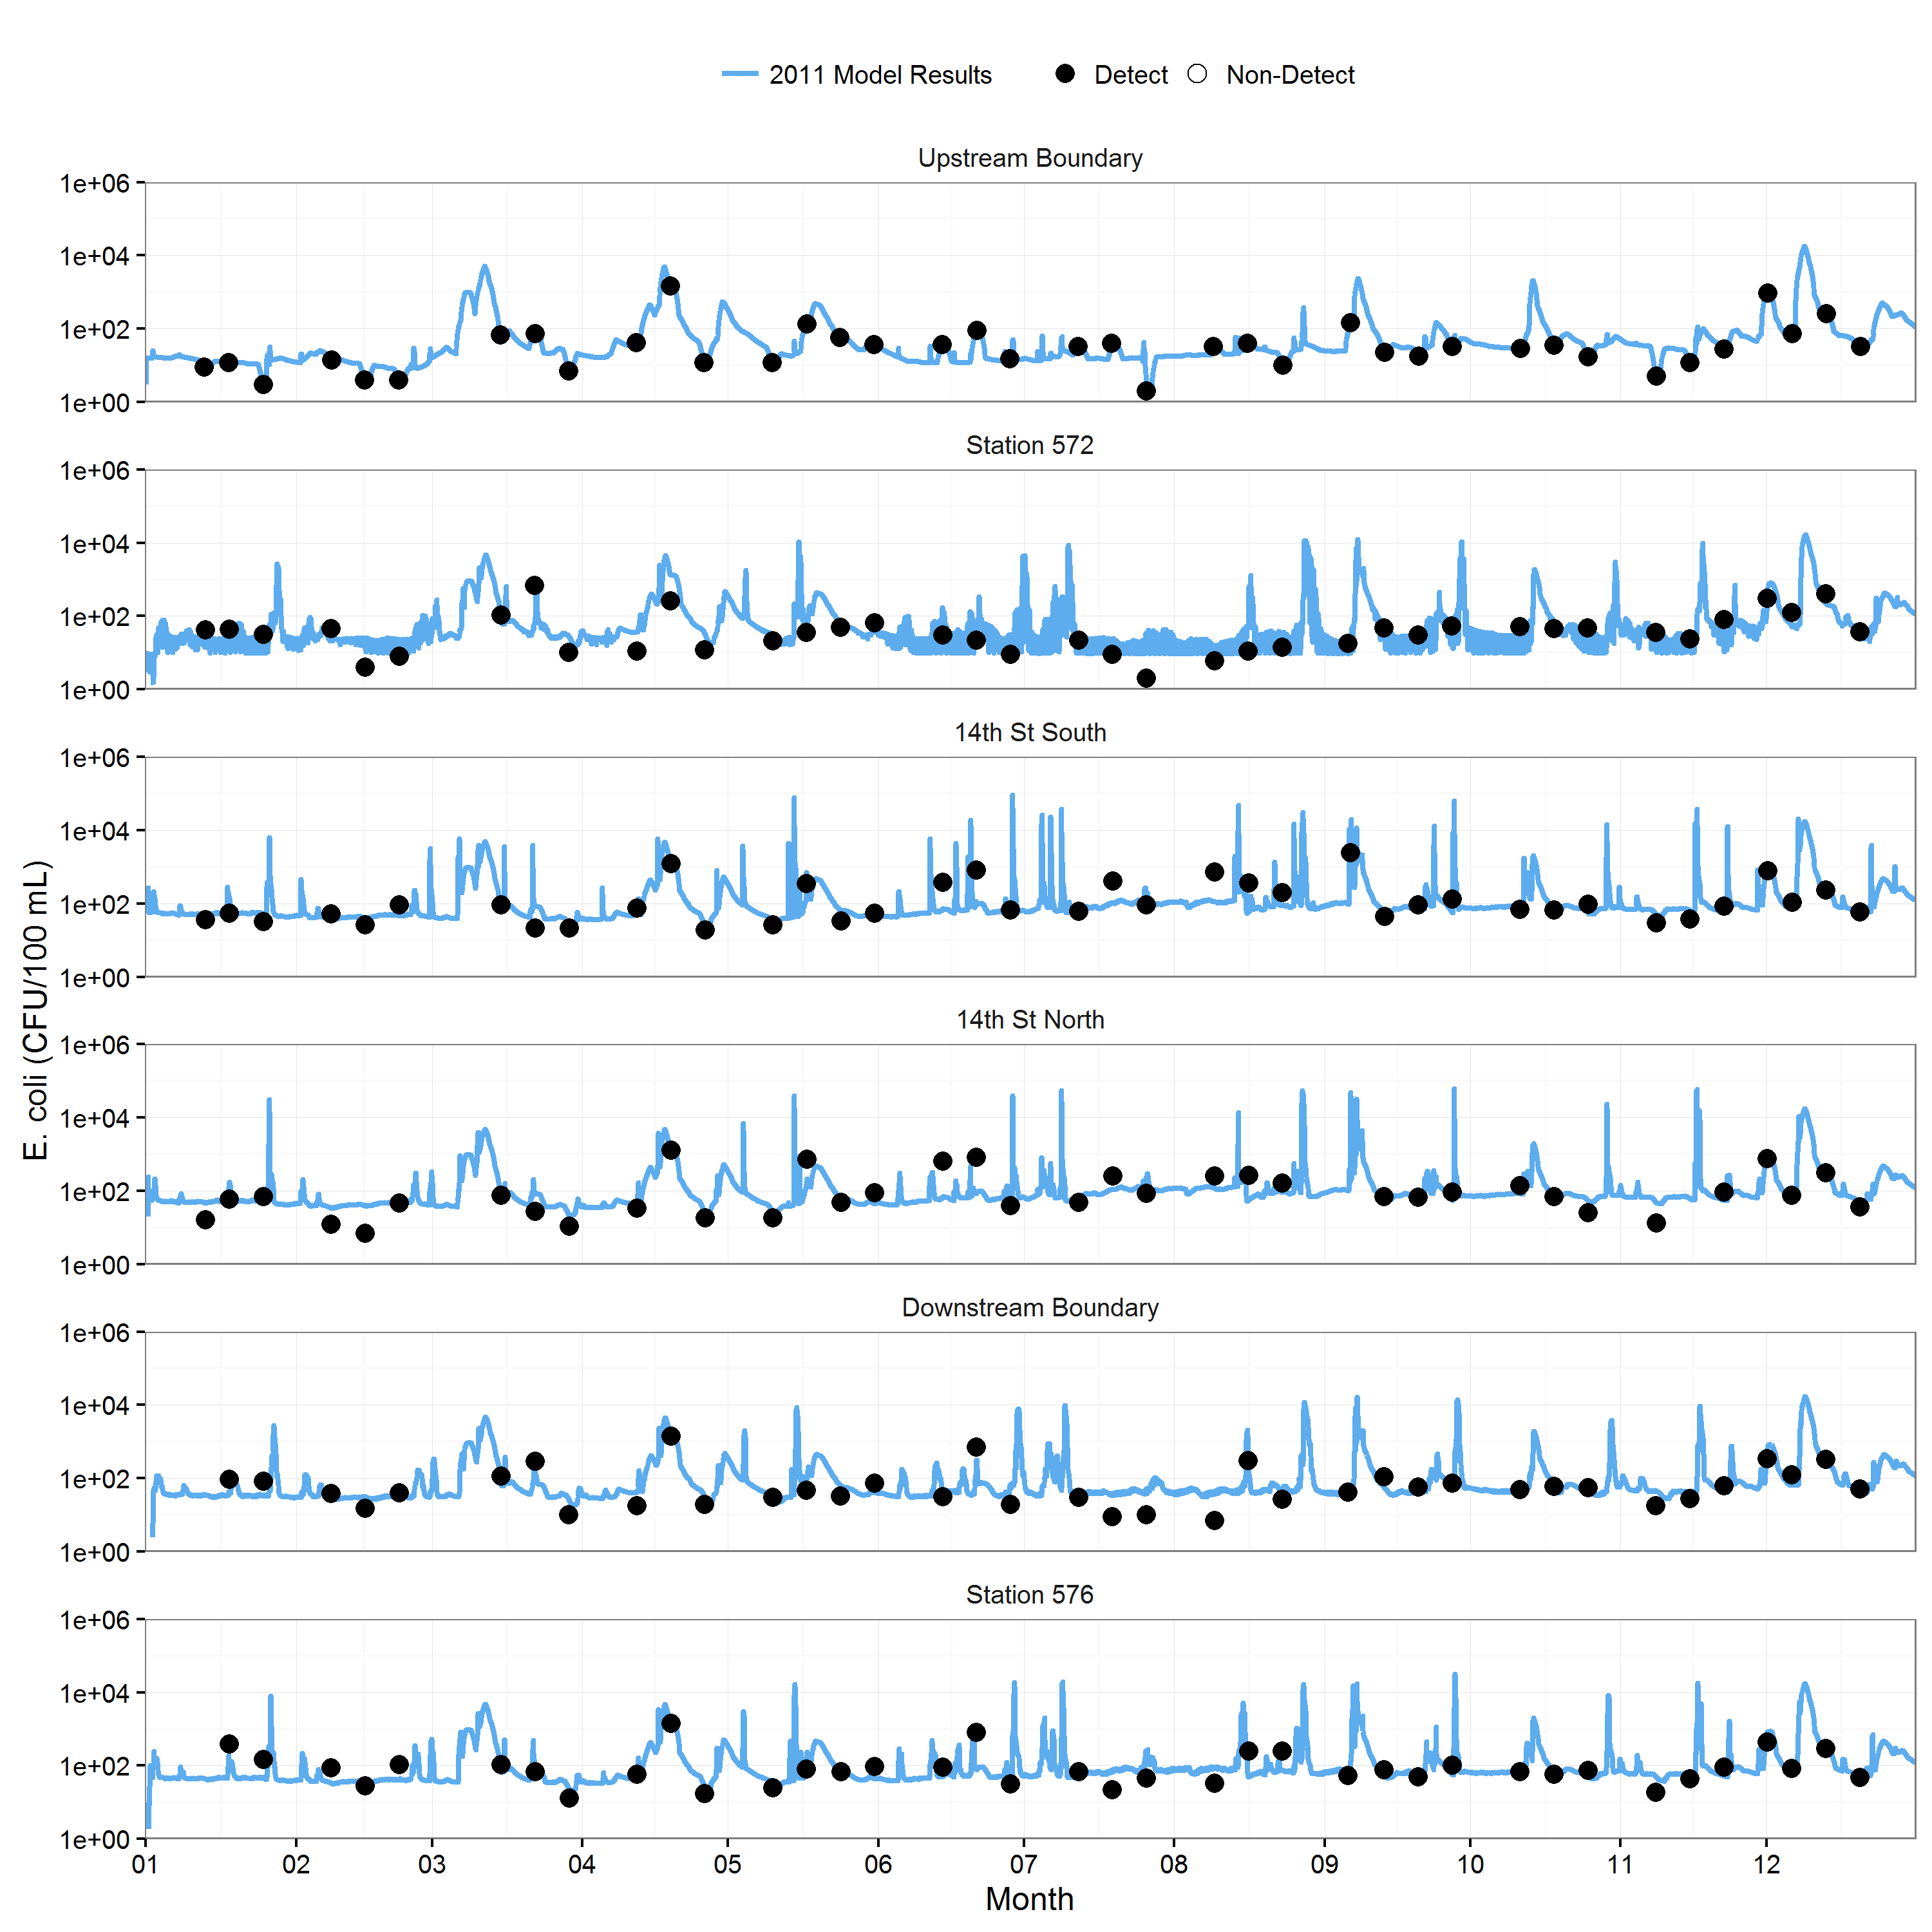 2011 Model Results Detect Non-Detect
Upstream Boundary
1e+06
1e+04
1e+02
1e+00
Station 572
1e+06
1e+04
1e+02
1e+00
14th St South
1e+06
1e+04
1e+02
1e+00
14th St North
1e+06
1e+04
1e+02
1e+00
Downstream Boundary
1e+06
1e+04
1e+02
1e+00
Station 576
1e+06
1e+04
1e+02
1e+00
E. coli (CFU/100 mL)
01 02 03 04 05 06 07 08 09 10 11 12
Month